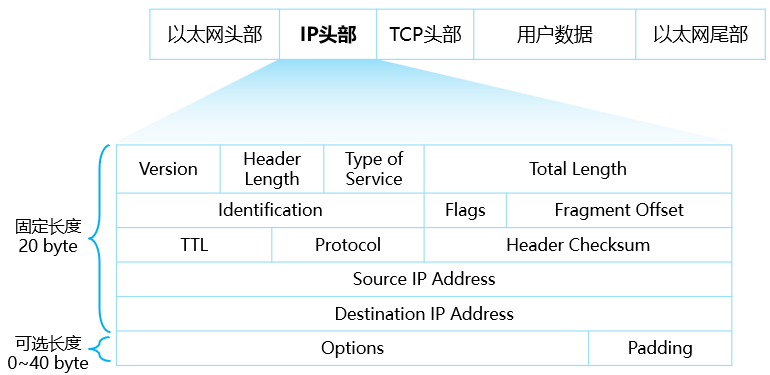 以太网头部 IP头部 TCP头部 用户数据 以太网尾部
Version Header Length Type of Service Total Length
固定长度
20 byte
Identification Flags Fragment Offset
TTL Protocol Header Checksum
Source IP Address
Destination IP Address
可选长度
0~40 byte
Options Padding